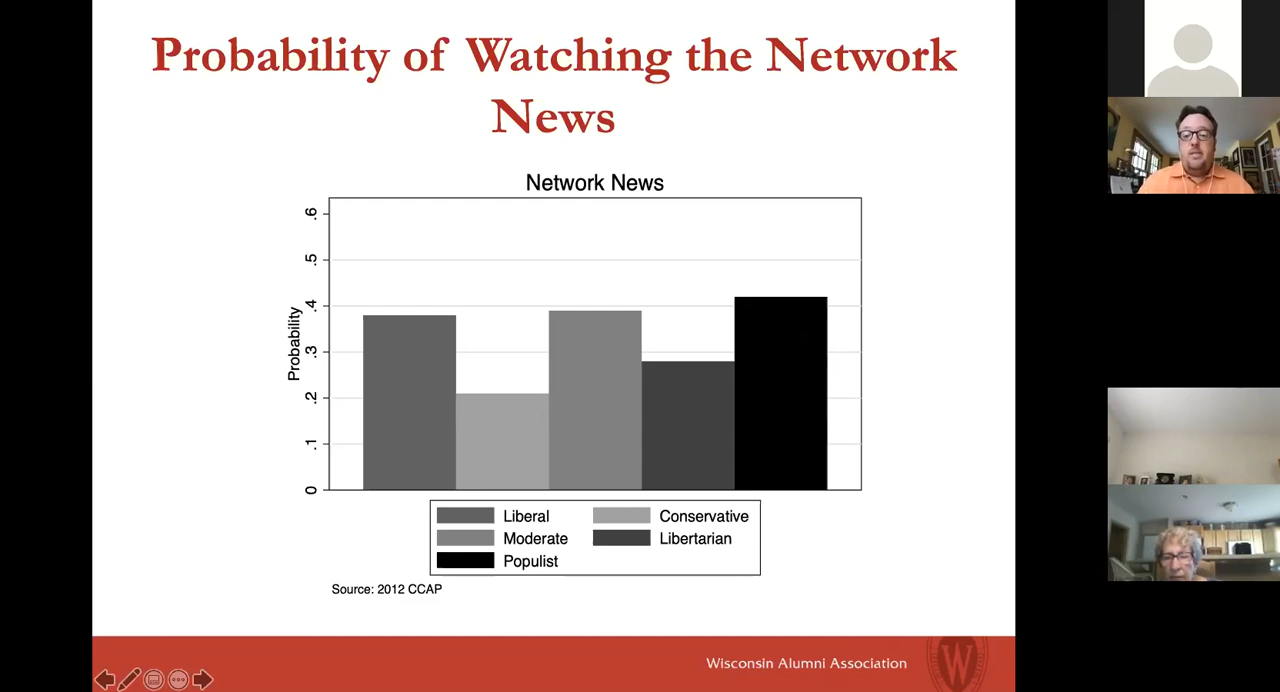 Probability of Watching the Network
News
Network News
Probability
.6
.5
.4
.3
.2
.1
0
Liberal
Conservative
Moderate
Libertarian
Populist
Source: 2012 CCAP
Wisconsin Alumni Association
W